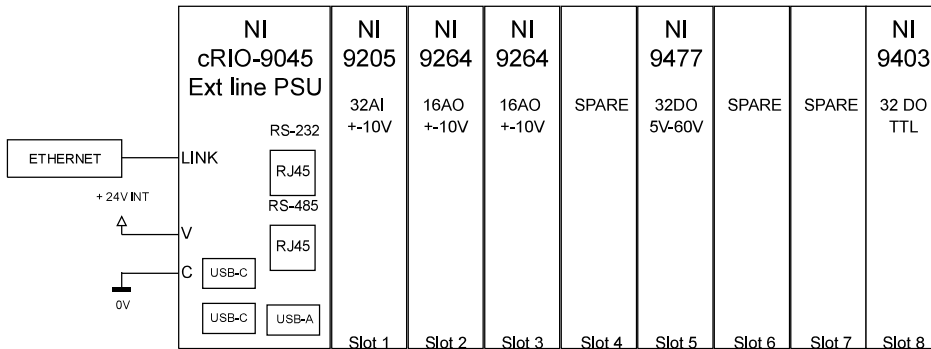 NI
cRIO-9045
Ext line PSU
RS-232
RJ45
RS-485
RJ45
LINK
ETHERNET
+ 24V INT
V
C
0V
USB-C
USB-C
USB-A
NI
9205
32AI
+-10V
Slot 1
NI
9264
16AO
+-10V
Slot 2
NI
9264
16AO
+-10V
Slot 3
SPARE
Slot 4
NI
9477
32DO
5V-60V
Slot 5
SPARE
Slot 6
SPARE
Slot 7
NI
9403
32 DO
TTL
Slot 8